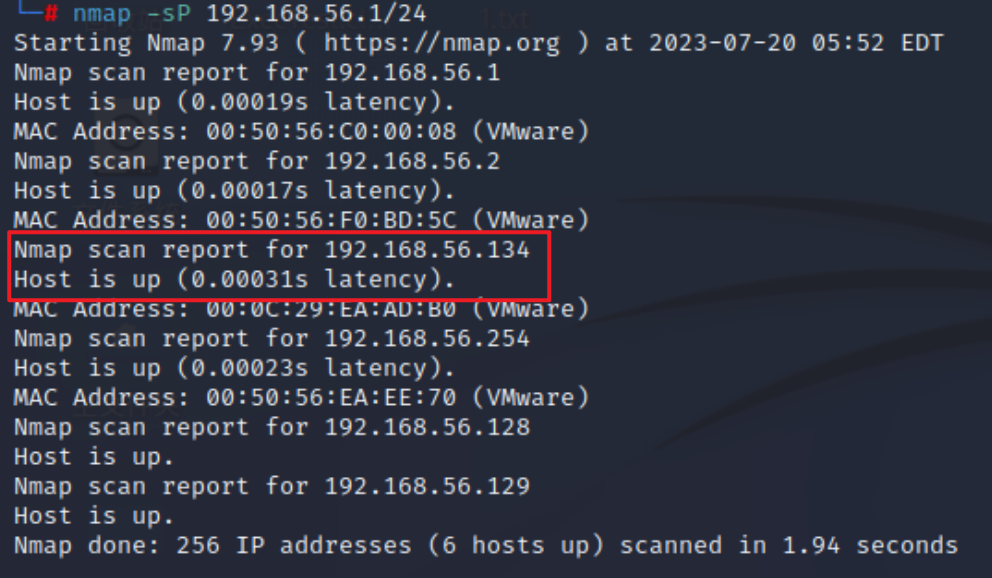 └─# nmap -sP 192.168.56.1/24
Starting Nmap 7.93 ( https://nmap.org ) at 2023-07-20 05:52 EDT
Nmap scan report for 192.168.56.1
Host is up (0.00019s latency).
MAC Address: 00:50:56:C0:00:08 (VMware)
Nmap scan report for 192.168.56.2
Host is up (0.00017s latency).
MAC Address: 00:50:56:F0:BD:5C (VMware)
Nmap scan report for 192.168.56.134
Host is up (0.00031s latency).
MAC Address: 00:0C:29:EA:AD:B0 (VMware)
Nmap scan report for 192.168.56.254
Host is up (0.00023s latency).
MAC Address: 00:50:56:EA:EE:70 (VMware)
Nmap scan report for 192.168.56.128
Host is up.
Nmap scan report for 192.168.56.129
Host is up.
Nmap done: 256 IP addresses (6 hosts up) scanned in 1.94 seconds